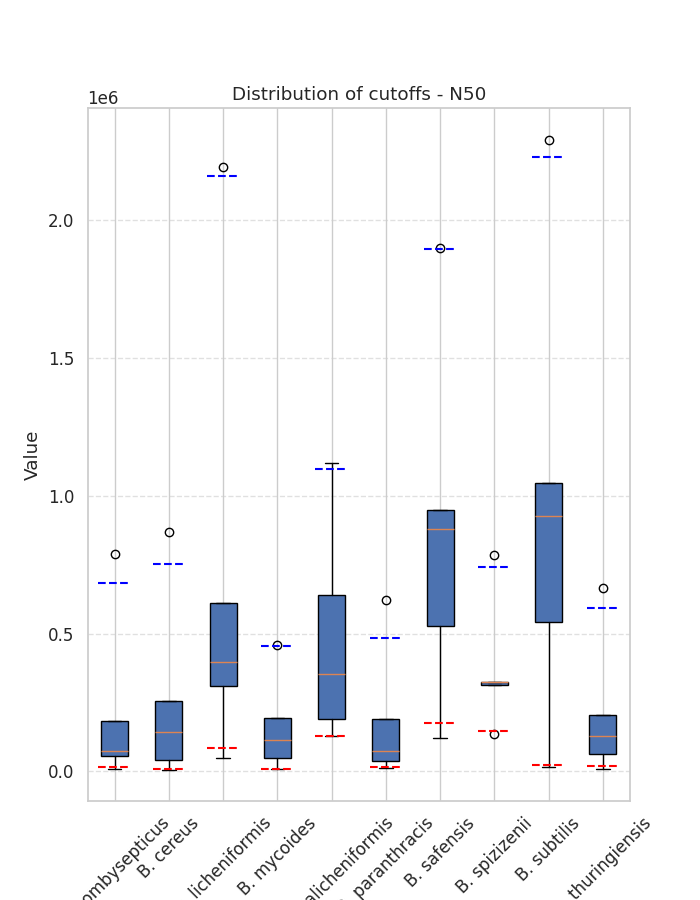 Distribution of cutoffs - N50
1e6
Value
2.0
1.5
1.0
0.5
0.0
ombysepticus
B. cereus
licheniformis
B. mycoides
alicheniformis
. paranthracis
B. safensis
B. spizizenii
B. subtilis
thuringiensis